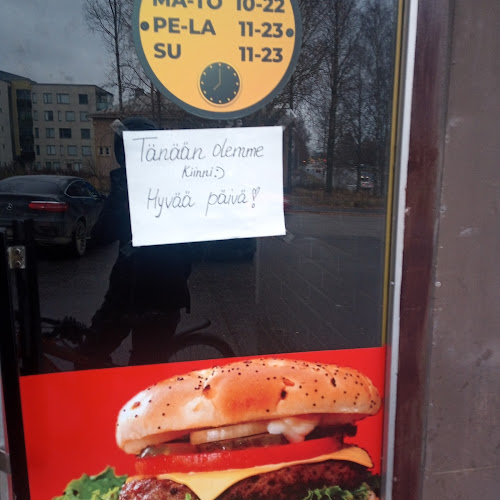 MA-TO 10-22
PE-LA 11-23
SU 11-23
Tänään olemme
Kiinni:)
Hyvää päivä!